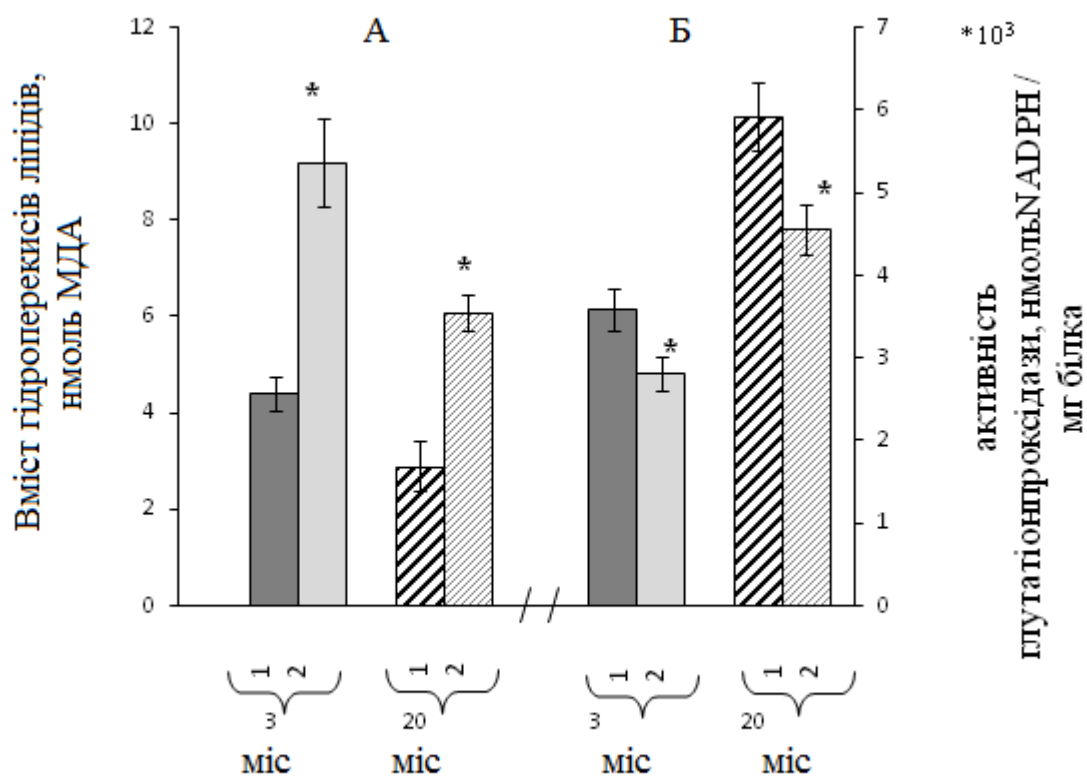 Вміст гідроперекисів ліпідів,
нмоль МДА
12
10
8
6
4
2
0
А
Б
*
*
*
*
7
6
5
4
3
2
1
0
*10³
активність
глутатіонпроксідази, нмольNADPH /
мг білка
1 2
1 2
1 2
1 2
3
міс
20
міс
3
міс
20
міс